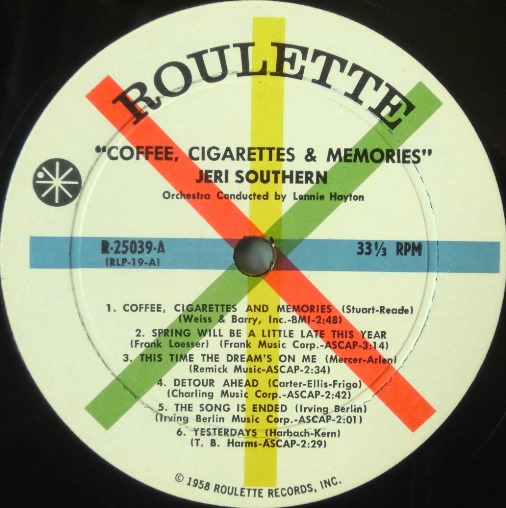 ROULETTE
"COFFEE, CIGARETTES & MEMORIES"
JERI SOUTHERN
Orchestra Conducted by Lennie Hayton
R-25039-A
(RLP-19-A)
33⅓ RPM
1. COFFEE, CIGARETTES AND MEMORIES (Stuart-Reade)
(Weiss & Barry, Inc.-BMI-2:48)
2. SPRING WILL BE A LITTLE LATE THIS YEAR
(Frank Loesser) (Frank Music Corp.-ASCAP-3:14)
3. THIS TIME THE DREAM'S ON ME (Mercer-Arlen)
(Remick Music-ASCAP-2:34)
4. DETOUR AHEAD (Carter-Ellis-Frigo)
(Charling Music Corp.-ASCAP-2:42)
5. THE SONG IS ENDED (Irving Berlin)
(Irving Berlin Music Corp.-ASCAP-2:01)
6. YESTERDAYS (Harbach-Kern)
(T. B. Harms-ASCAP-2:29)
© 1958 ROULETTE RECORDS, INC.